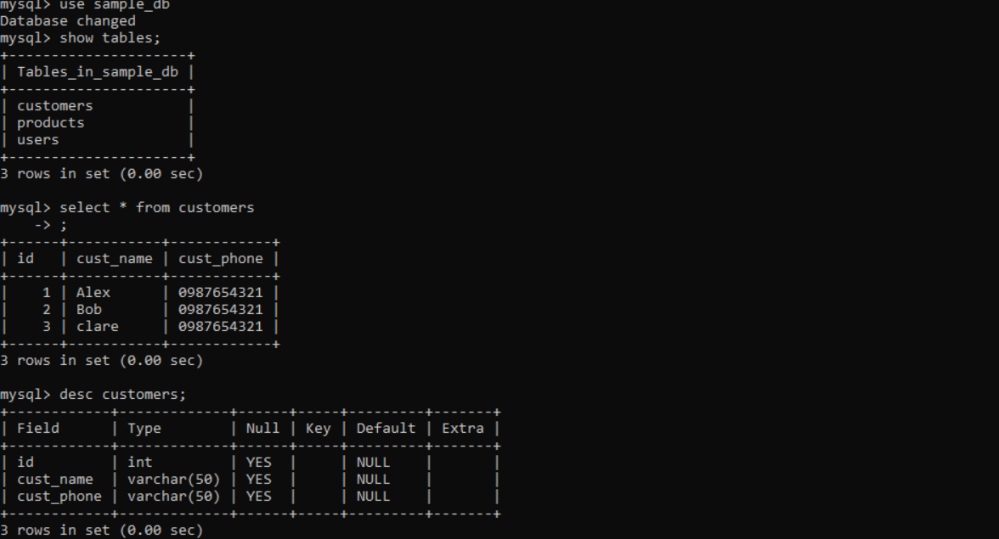 mysql> use sample_db
Database changed
mysql> show tables;
+---------------------+
| Tables_in_sample_db |
+---------------------+
| customers           |
| products            |
| users               |
+---------------------+
3 rows in set (0.00 sec)

mysql> select * from customers
    -> ;
+------+-----------+------------+
| id   | cust_name | cust_phone |
+------+-----------+------------+
|    1 | Alex      | 0987654321 |
|    2 | Bob       | 0987654321 |
|    3 | clare     | 0987654321 |
+------+-----------+------------+
3 rows in set (0.00 sec)

mysql> desc customers;
+------------+-------------+------+-----+---------+-------+
| Field      | Type        | Null | Key | Default | Extra |
+------------+-------------+------+-----+---------+-------+
| id         | int         | YES  |     | NULL    |       |
| cust_name  | varchar(50) | YES  |     | NULL    |       |
| cust_phone | varchar(50) | YES  |     | NULL    |       |
+------------+-------------+------+-----+---------+-------+
3 rows in set (0.00 sec)